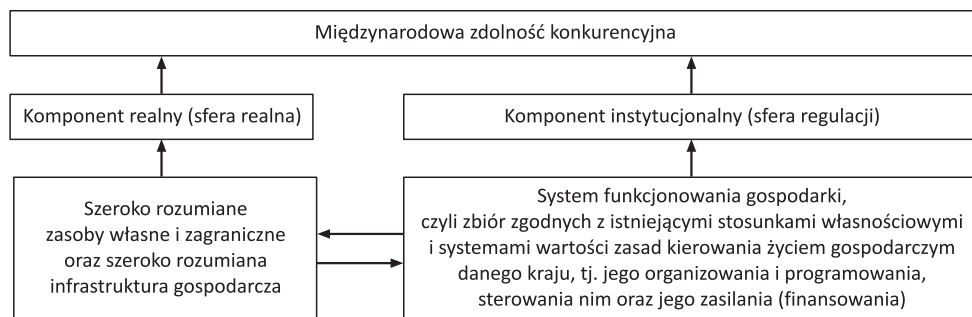 Międzynarodowa zdolność konkurencyjna
Komponent realny (sfera realna)
Komponent instytucjonalny (sfera regulacji)
Szeroko rozumiane
zasoby własne i zagraniczne
oraz szeroko rozumiana
infrastruktura gospodarcza
System funkcjonowania gospodarki,
czyli zbiór zgodnych z istniejącymi stosunkami własnościowymi
i systemami wartości zasad kierowania życiem gospodarczym
danego kraju, tj. jego organizowania i programowania,
sterowania nim oraz jego zasilania (finansowania)